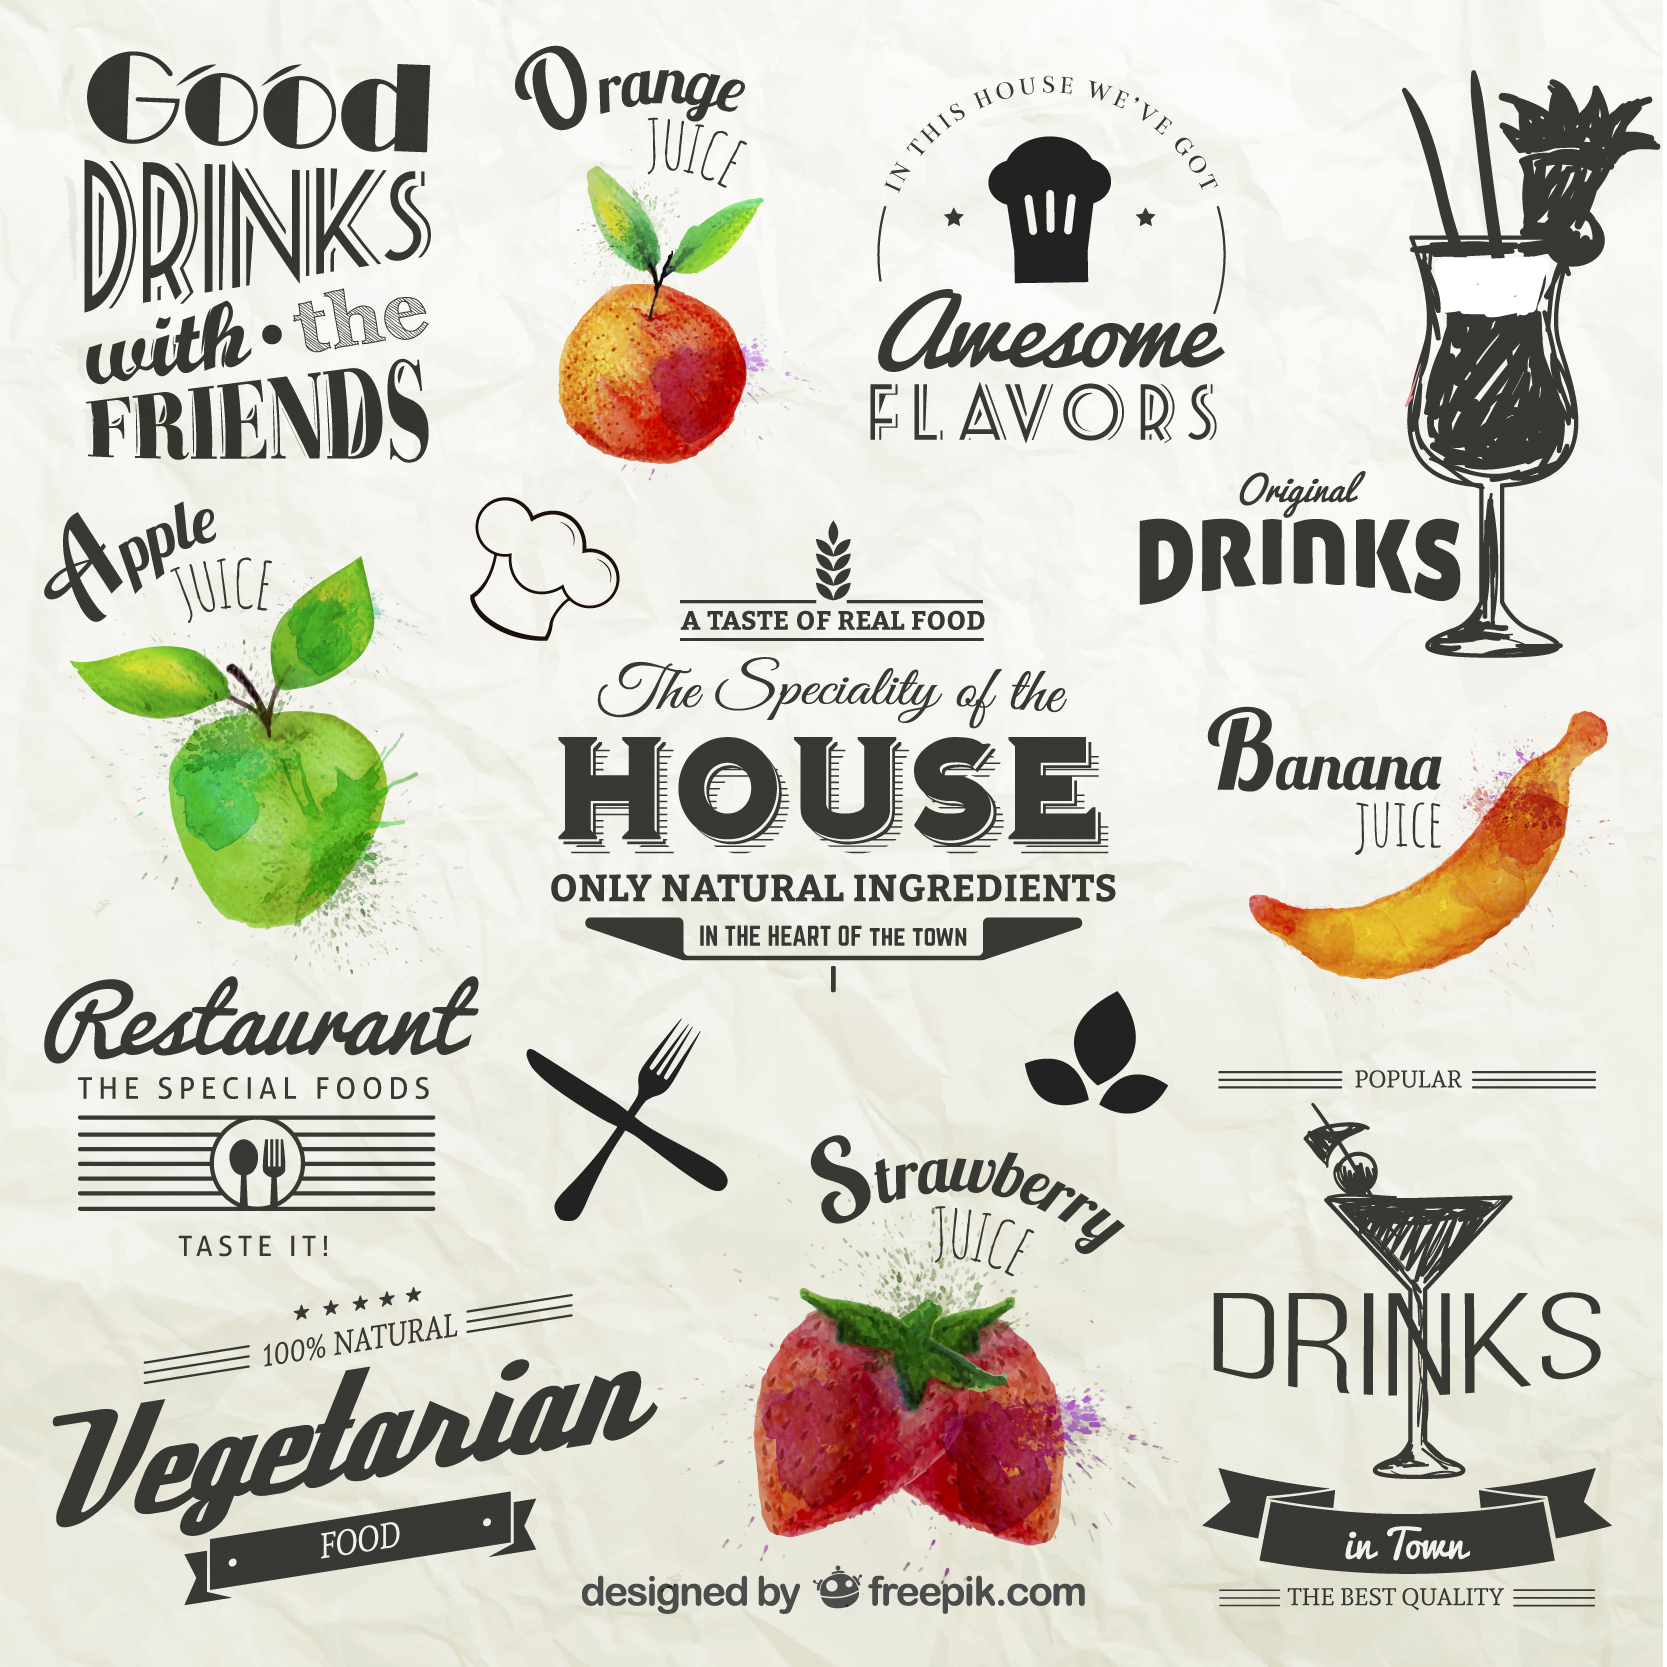 Good
DRINKS
with • the
FRIENDS
Orange
JUICE
IN THIS HOUSE WE'VE GOT
Awesome
FLAVORS
Original
DRINKS
Apple
JUICE
A TASTE OF REAL FOOD
The Speciality of the
HOUSE
ONLY NATURAL INGREDIENTS
IN THE HEART OF THE TOWN
Banana
JUICE
Restaurant
THE SPECIAL FOODS
TASTE IT!
Strawberry
JUICE
POPULAR
DRINKS
in Town
THE BEST QUALITY
100% NATURAL
Vegetarian
FOOD
designed by freepik.com